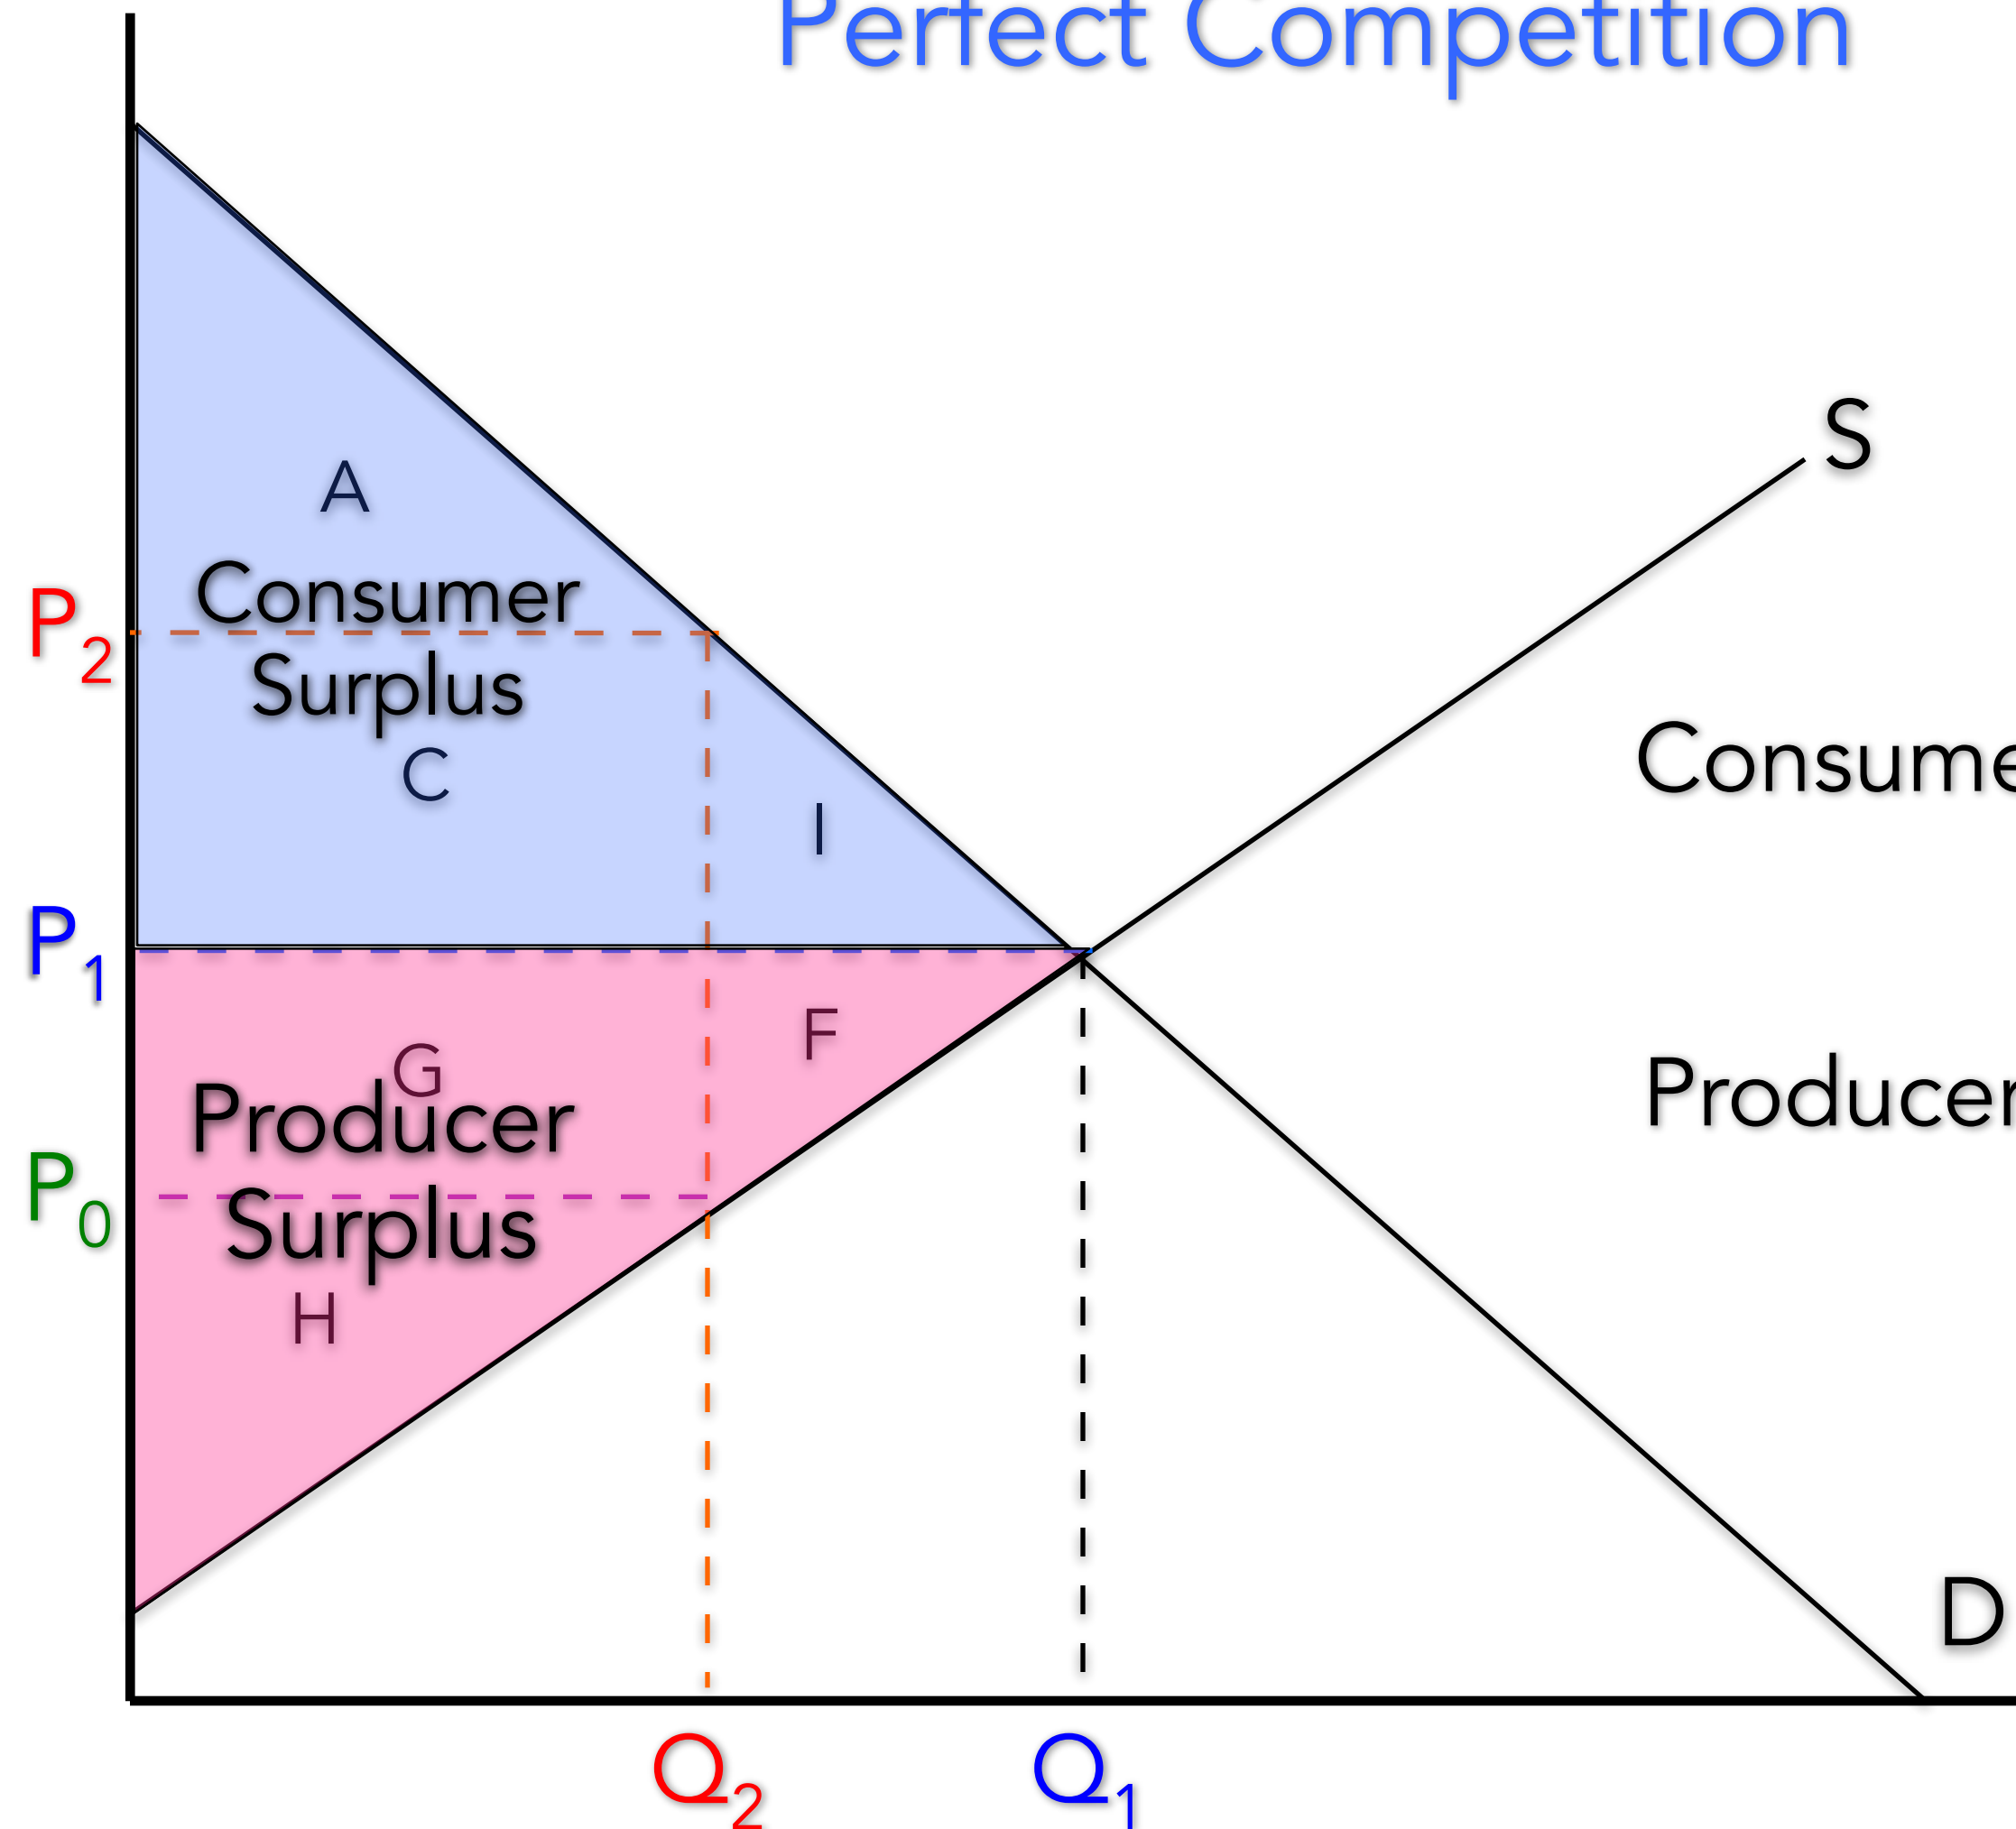 Perfect Competition
S
A
Consumer
Surplus
P2
C
I
Consume
P1
F
G
Producer
Producer
P0
Surplus
H
D
Q2
Q1